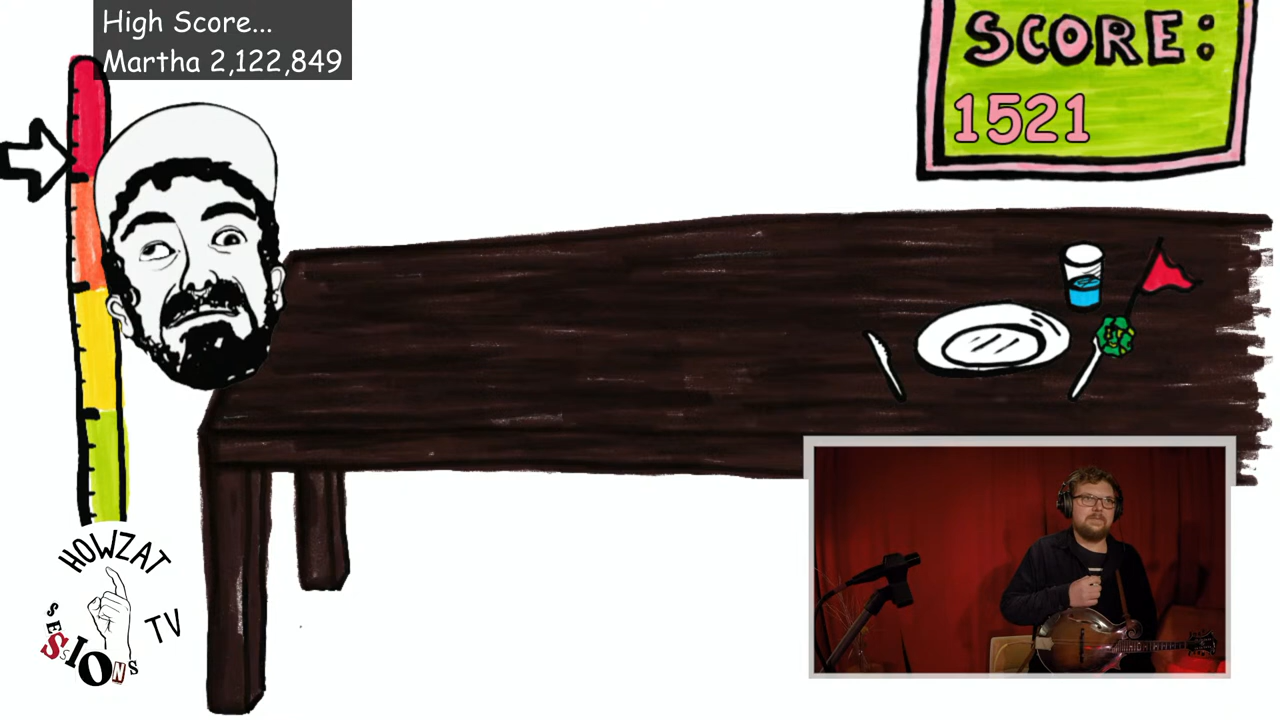 High Score...
Martha 2,122,849
SCORE:
1521
HOWZAT
TV
SESSIONS